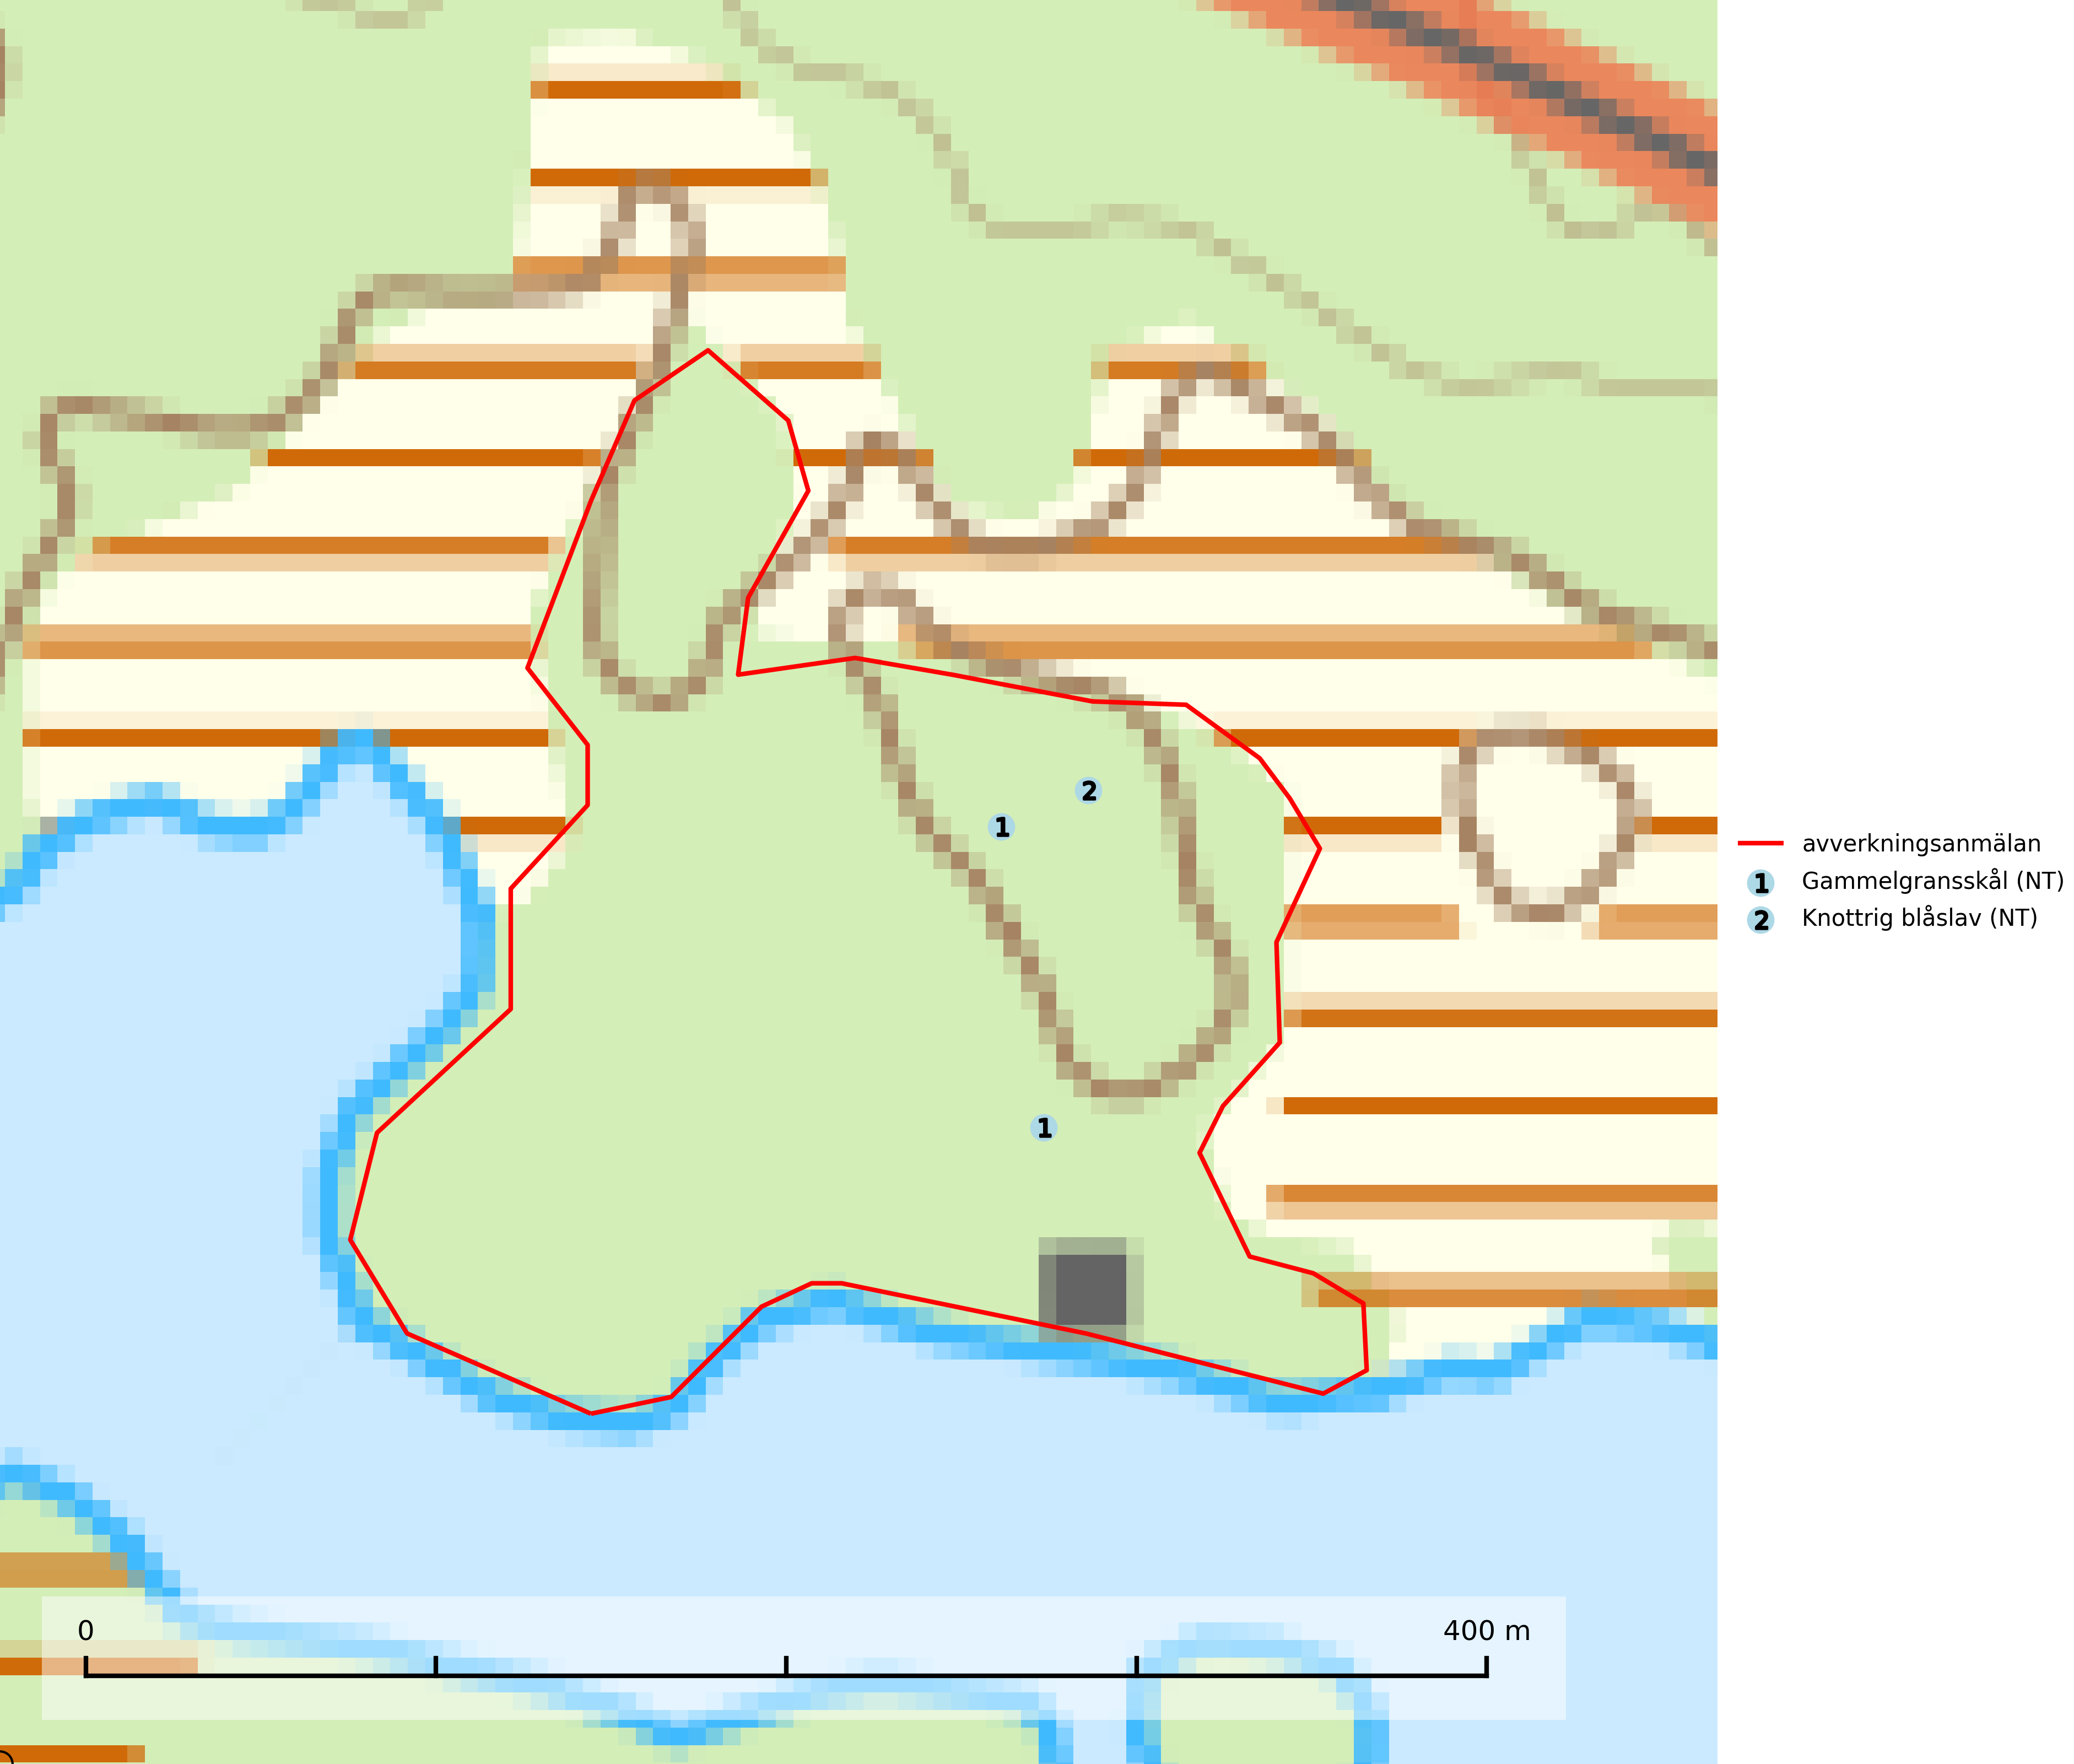 2
1
1
avverkningsanmälan
1 Gammelgransskål (NT)
2 Knottrig blåslav (NT)
0 400 m